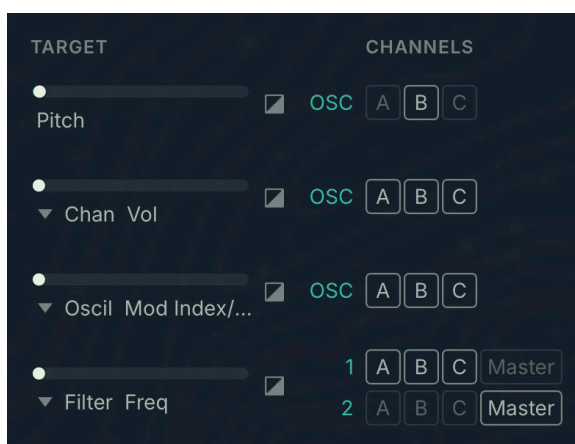 TARGET CHANNELS
OSC A B C
Pitch
OSC A B C
Chan Vol
OSC A B C
Oscil Mod Index/...
1 A B C Master
Filter Freq
2 A B C Master